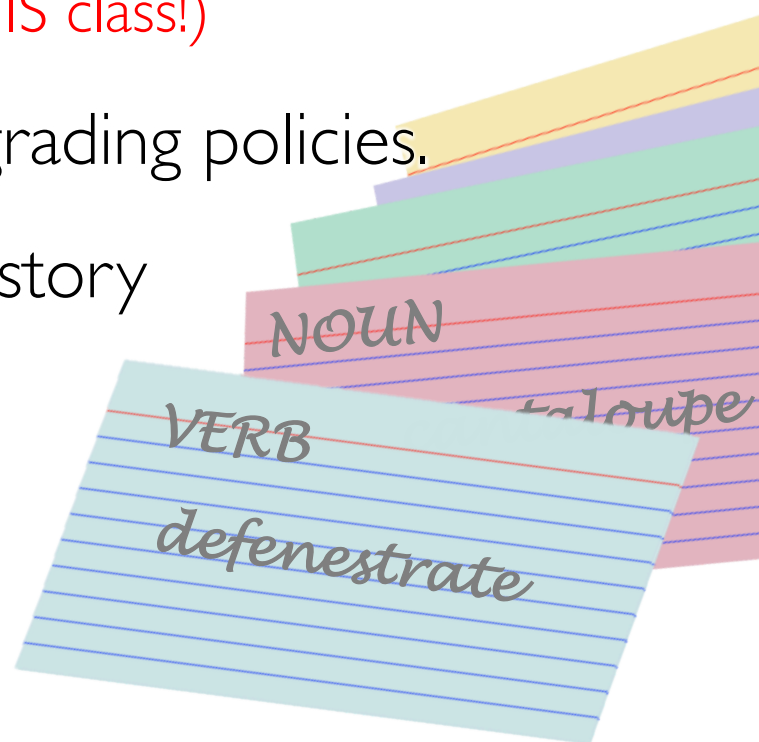 IS class!)
grading policies.
story
NOUN
taloupe
VERB
defenestrate